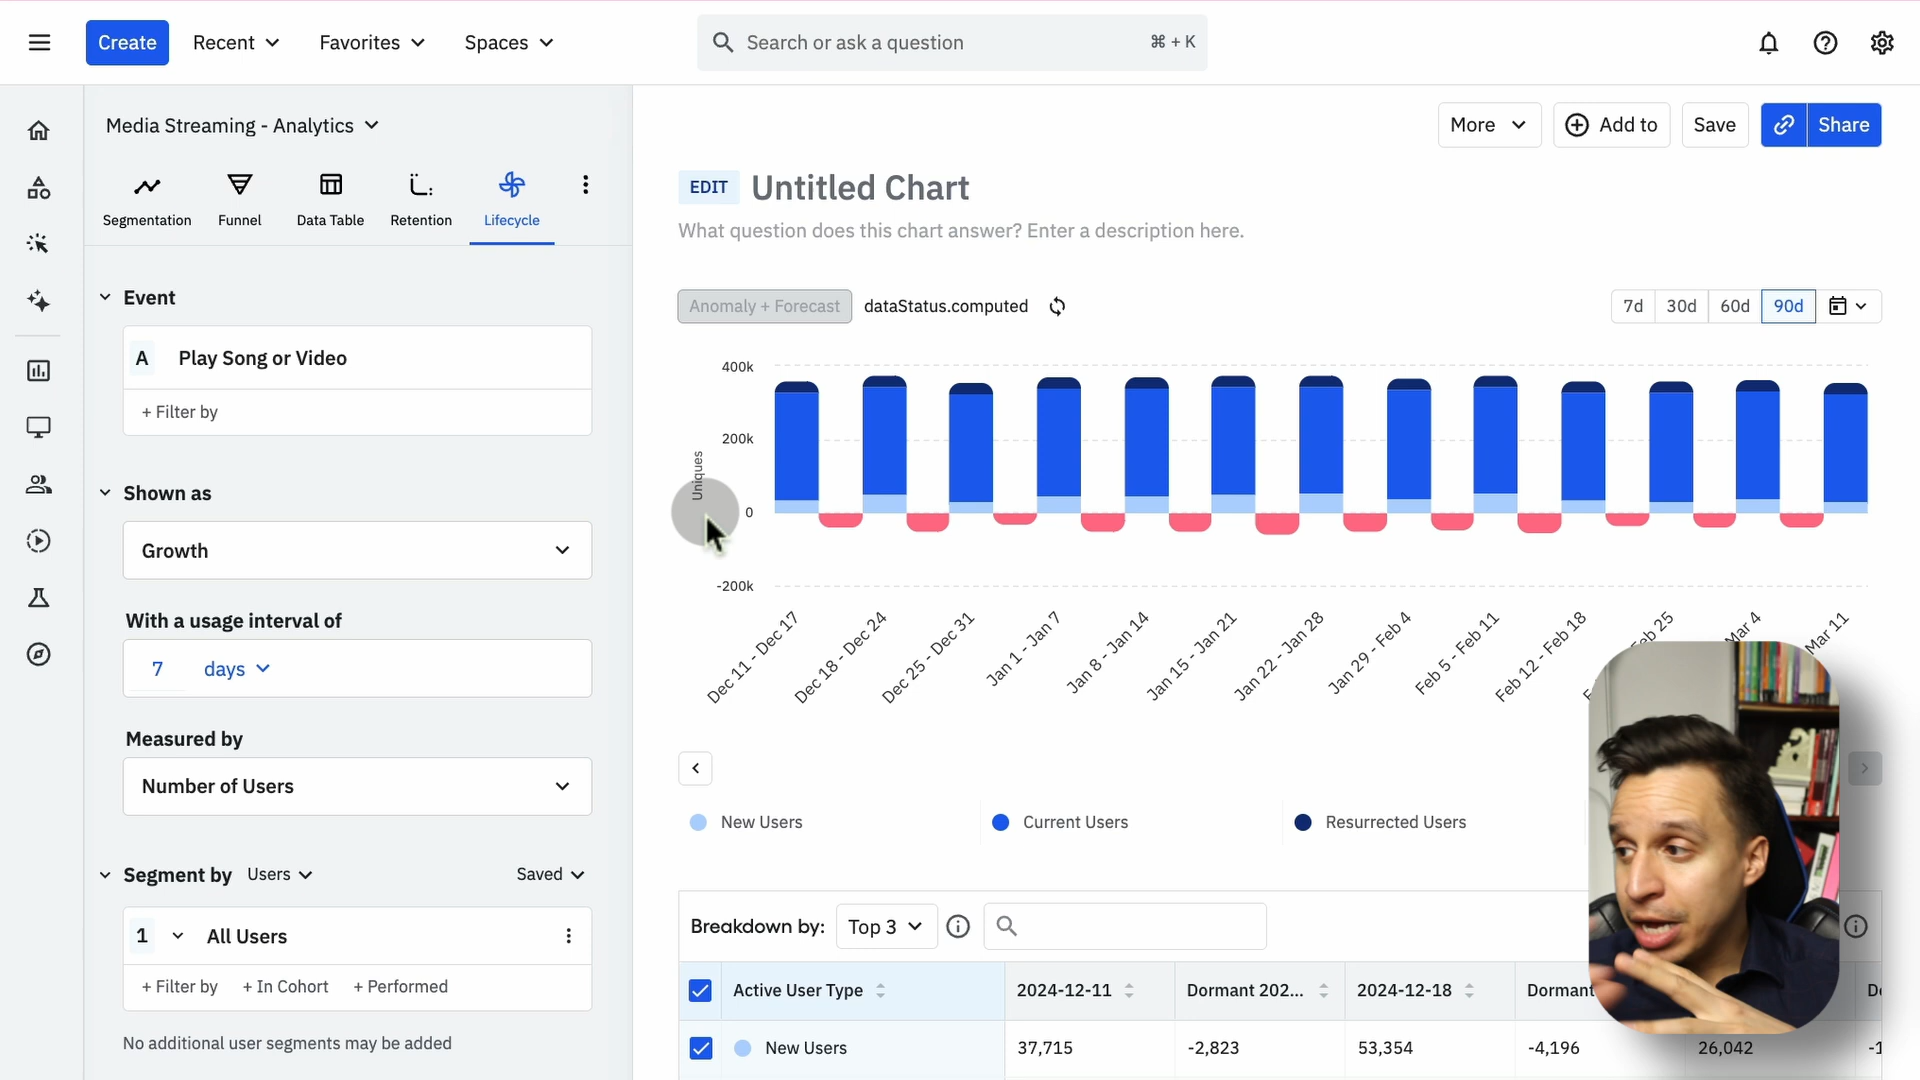 Create Recent Favorites Spaces Search or ask a question ⌘ + K
Media Streaming - Analytics
More Add to Save Share
Segmentation Funnel Data Table Retention Lifecycle
EDIT Untitled Chart
What question does this chart answer? Enter a description here.
Event
A Play Song or Video
+ Filter by
Shown as
Growth
With a usage interval of
7 days
Measured by
Number of Users
Segment by Users Saved
1 All Users
+ Filter by + In Cohort + Performed
No additional user segments may be added
Anomaly + Forecast dataStatus.computed 7d 30d 60d 90d
Uniques
400k
200k
0
-200k
Dec 11 - Dec 17
Dec 18 - Dec 24
Dec 25 - Dec 31
Jan 1 - Jan 7
Jan 8 - Jan 14
Jan 15 - Jan 21
Jan 22 - Jan 28
Jan 29 - Feb 4
Feb 5 - Feb 11
Feb 12 - Feb 18
Feb 25
Mar 4
Mar 11
New Users Current Users Resurrected Users
Breakdown by: Top 3
Active User Type 2024-12-11 Dormant 202... 2024-12-18 Dormant
New Users 37,715 -2,823 53,354 -4,196 26,042